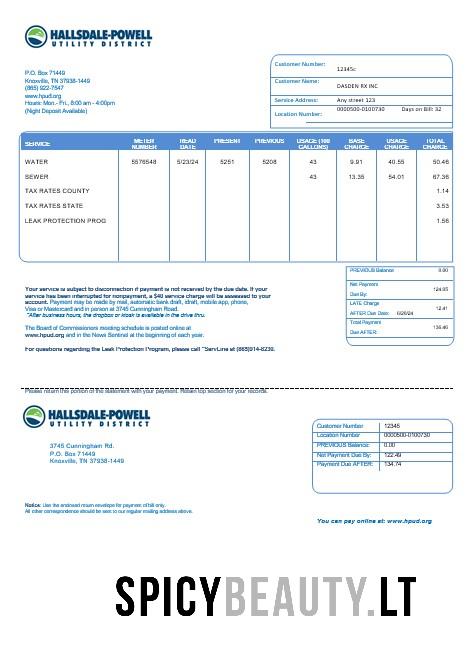 HALLSDALE-POWELL
UTILITY DISTRICT
P.O. Box 71449
Knoxville, TN 37938-1449
(865) 922-7547
www.hpud.org
Hours: Mon.- Fri., 8:00 am - 4:00pm
(Night Deposit Available)
Customer Number: 12345c
Customer Name: DASDEN RX INC
Service Address: Any street 123
Location Number: 0000500-0100730 Days on Bill: 32
SERVICE METER NUMBER READ DATE PRESENT PREVIOUS USAGE (100 GALLONS) BASE CHARGE USAGE CHARGE TOTAL CHARGE
WATER 5576548 5/23/24 5251 5208 43 9.91 40.55 50.46
SEWER 43 13.35 54.01 67.36
TAX RATES COUNTY 1.14
TAX RATES STATE 3.53
LEAK PROTECTION PROG 1.56
PREVIOUS Balance 0.00
Net Payment Due By: 124.05
LATE Charge AFTER Due Date: 6/26/24 12.41
Total Payment Due AFTER: 136.46
Your service is subject to disconnection if payment is not received by the due date. If your
service has been interrupted for nonpayment, a $40 service charge will be assessed to your
account. Payment may be made by mail, automatic bank draft, draft, mobile app, phone,
Visa or Mastercard and in person at 3745 Cunningham Road.
*After business hours, the dropbox or kiosk is available in the drive thru.
The Board of Commissioners meeting schedule is posted online at
www.hpud.org and in the News Sentinel at the beginning of each year.
For questions regarding the Leak Protection Program, please call
Please return this portion of the statement with your payment. Retain top section for your records.
HALLSDALE-POWELL
UTILITY DISTRICT
3745 Cunningham Rd.
P.O. Box 71449
Knoxville, TN 37938-1449
Customer Number 12345
Location Number 0000500-0100730
PREVIOUS Balance: 0.00
Net Payment Due By: 122.49
Payment Due AFTER: 134.74
Notice: Use the enclosed return envelope for payment of bill only.
All other correspondence should be sent to our regular mailing address above.
You can pay online at: www.hpud.org
SPICYBEAUTY.LT